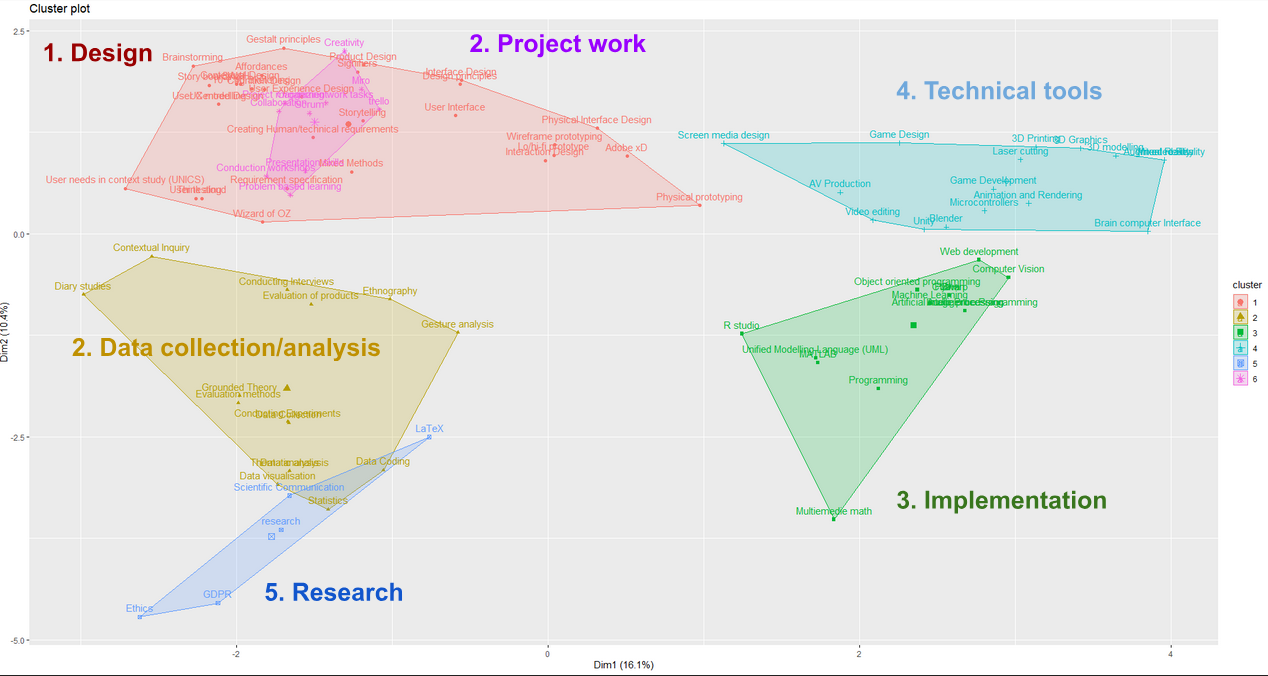 Cluster plot
2.5
0.0
-2.5
-5.0
Dim2 (10.4%)
1. Design
2. Project work
4. Technical tools
Gestalt principles
Creativity
Brainstorming
Product Design
Affordances
Interface Design
Design principles
User Experience Design
Miro
Collaboration
Scrum
trello
Storytelling
User Interface
Creating Human/technical requirements
Physical Interface Design
Wireframe prototyping
Lo/hi-fi prototype
Interaction Design
Adobe xD
Mixed Methods
Conduction workshops
Requirement specification
User needs in context study (UNICS)
Problem based learning
Physical prototyping
Wizard of OZ
Screen media design
Game Design
3D Printing
3D Graphics
3D modelling
Laser cutting
AV Production
Game Development
Animation and Rendering
Microcontrollers
Video editing
Unity
Blender
Brain computer Interface
Contextual Inquiry
Diary studies
Conducting Interviews
Evaluation of products
Ethnography
Gesture analysis
2. Data collection/analysis
Grounded Theory
Evaluation methods
Conducting Experiments
Data Collection
LaTeX
Thematic analysis
Data Coding
Data visualisation
Scientific Communication
Statistics
research
5. Research
GDPR
Ethics
Web development
Computer Vision
Object oriented programming
Machine Learning
R studio
Unified Modelling Language (UML)
MATLAB
Programming
3. Implementation
Multiemedie math
cluster
1
2
3
4
5
6
-2
0
2
4
Dim1 (16.1%)